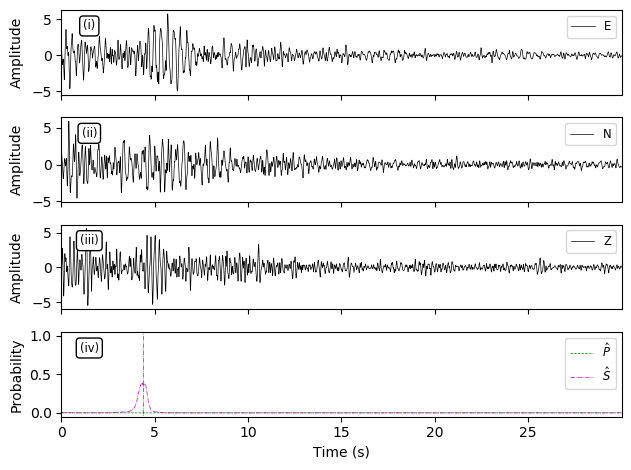 Amplitude
5
0
−5
(i)
E
Amplitude
5
0
−5
(ii)
N
Amplitude
5
0
−5
(iii)
Z
Probability
1.0
0.5
0.0
(iv)
P̂
Ŝ
0 5 10 15 20 25
Time (s)